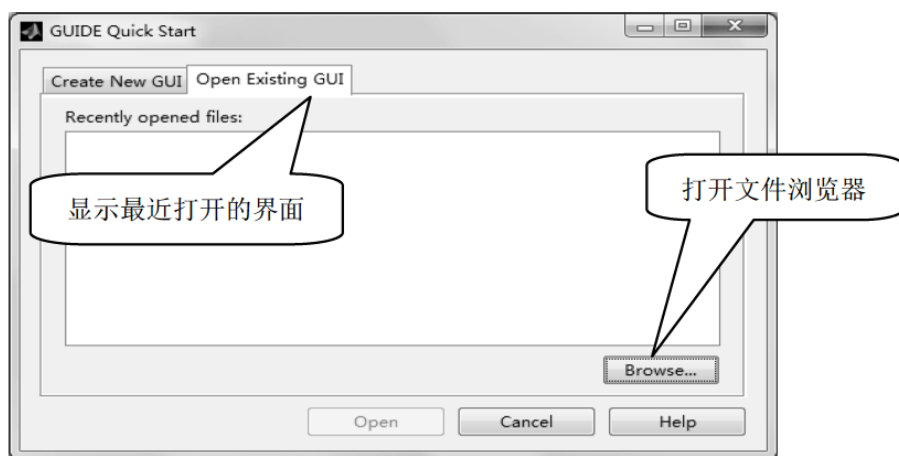 GUIDE Quick Start
Create New GUI
Open Existing GUI
Recently opened files:
显示最近打开的界面
打开文件浏览器
Browse...
Open
Cancel
Help